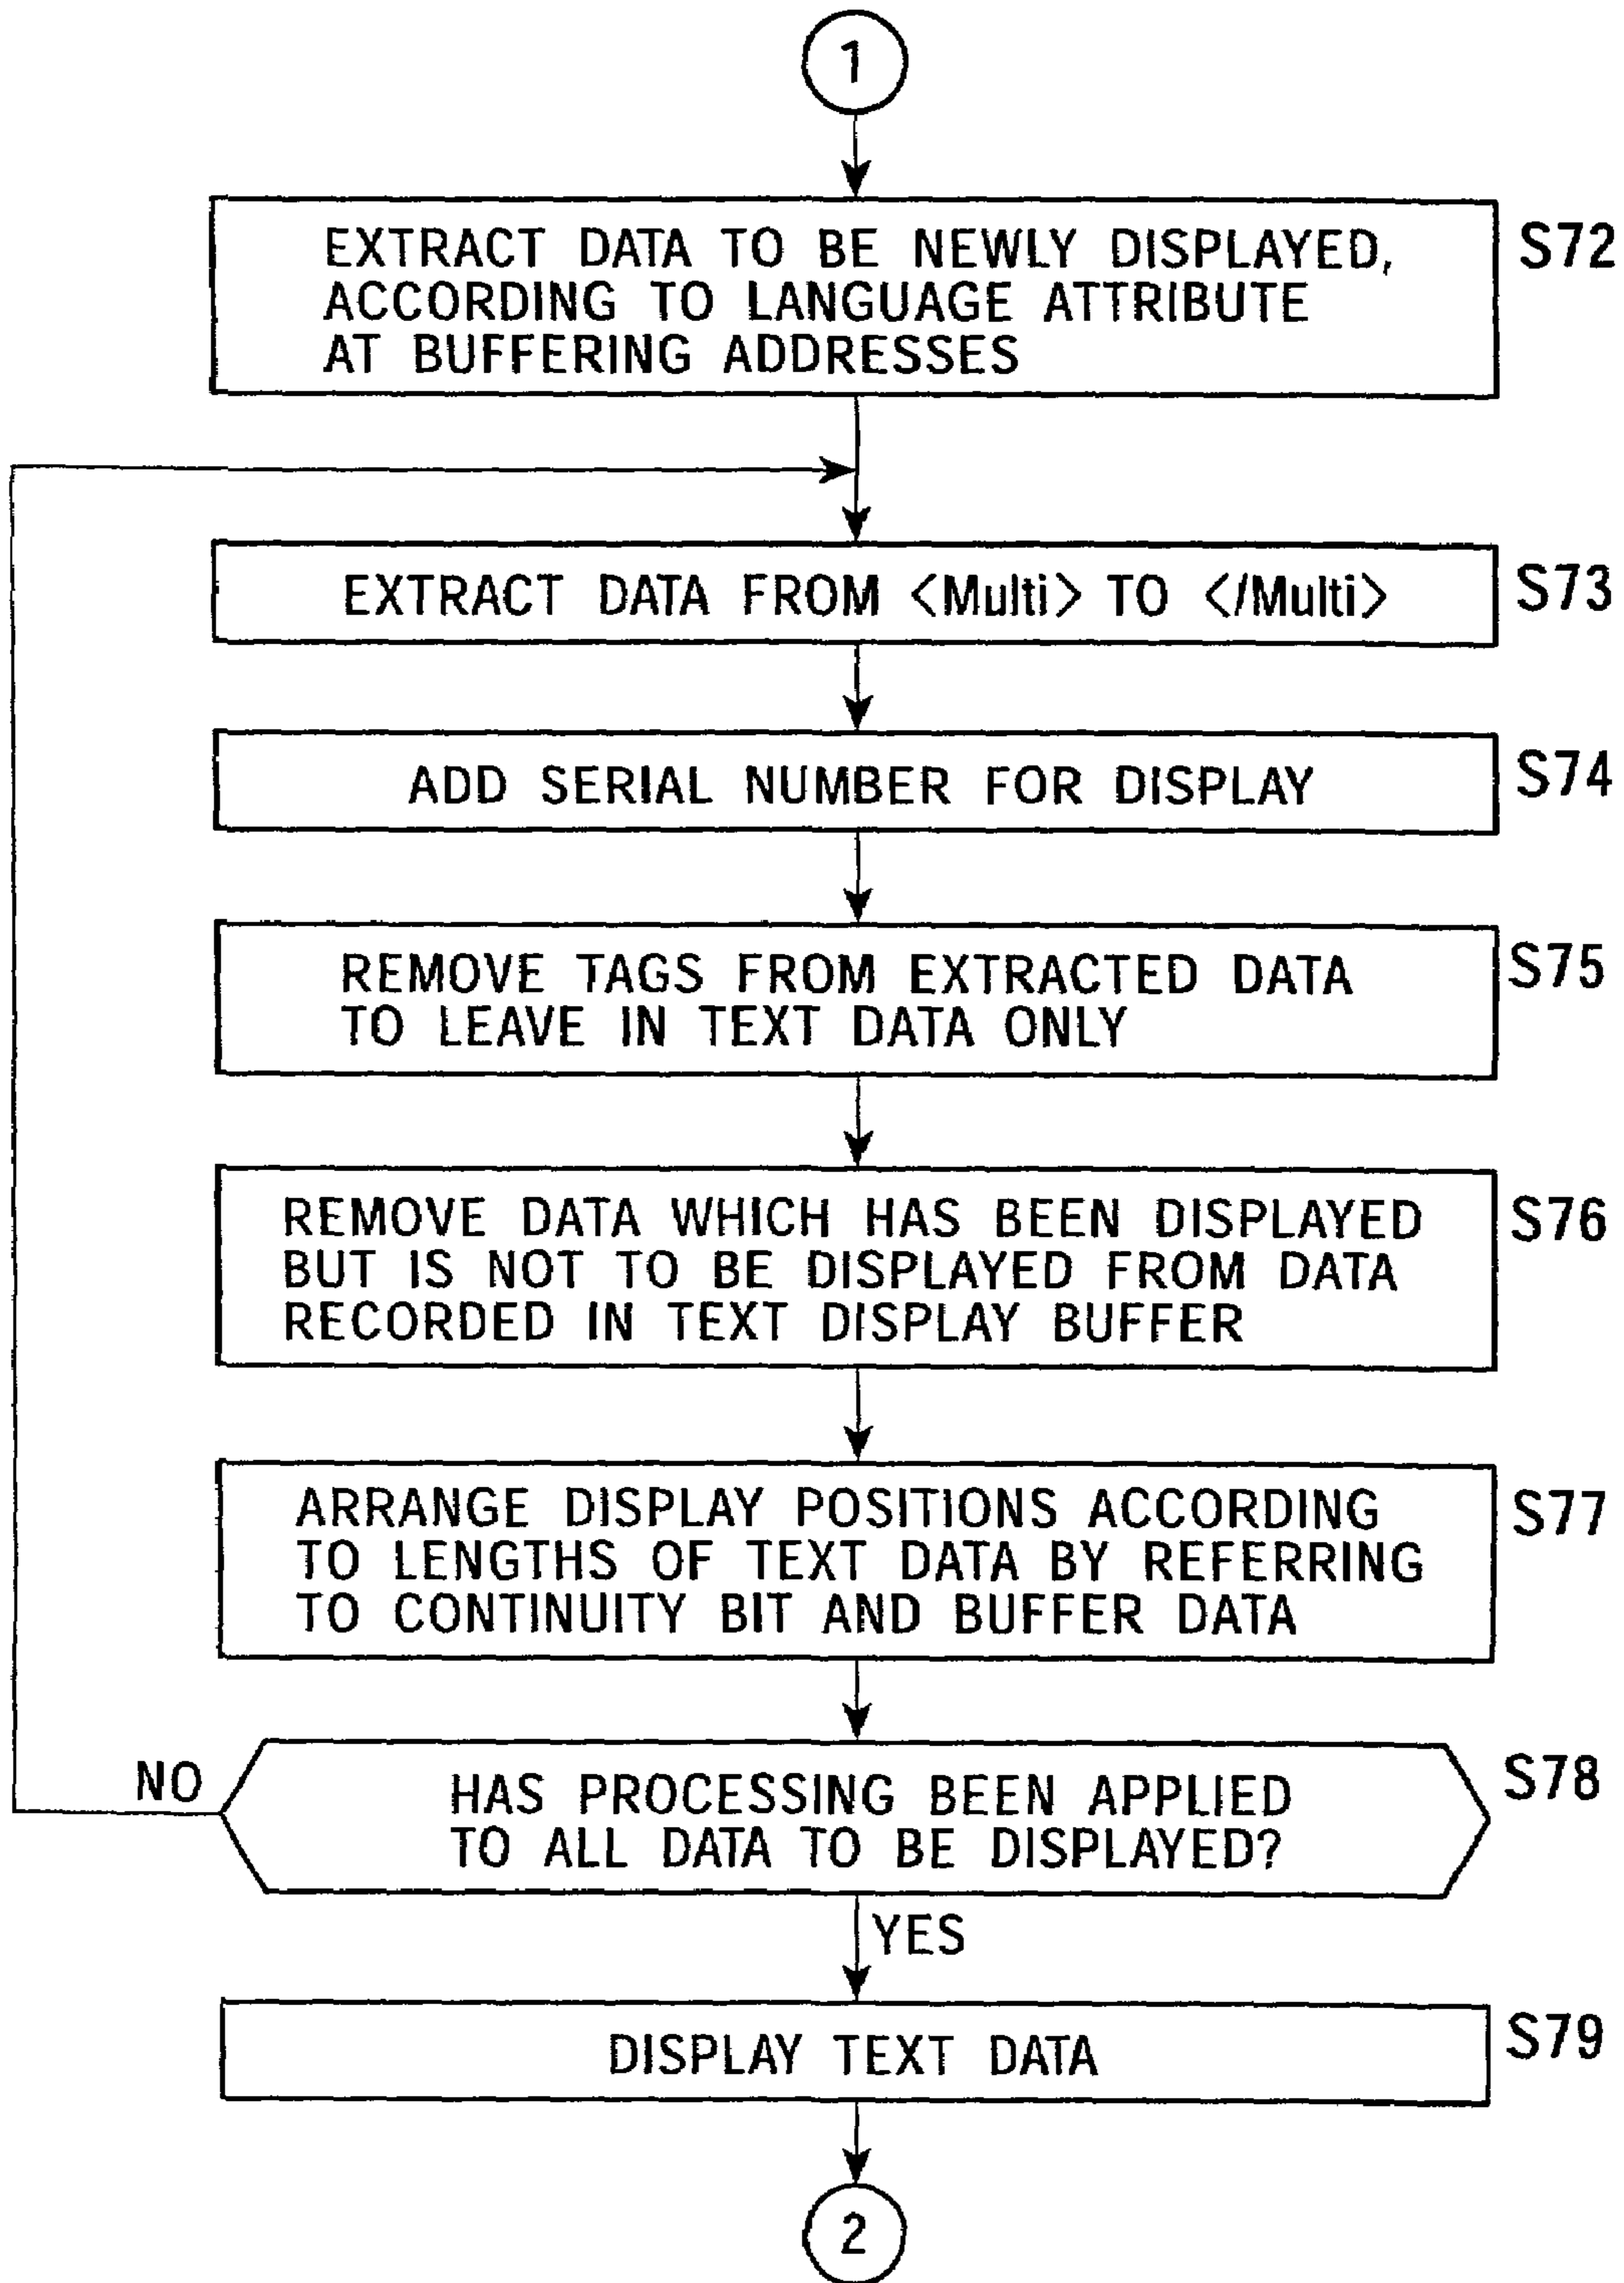 1
EXTRACT DATA TO BE NEWLY DISPLAYED,
ACCORDING TO LANGUAGE ATTRIBUTE
AT BUFFERING ADDRESSES
S72
EXTRACT DATA FROM <Multi> TO </Multi>
S73
ADD SERIAL NUMBER FOR DISPLAY
S74
REMOVE TAGS FROM EXTRACTED DATA
TO LEAVE IN TEXT DATA ONLY
S75
REMOVE DATA WHICH HAS BEEN DISPLAYED
BUT IS NOT TO BE DISPLAYED FROM DATA
RECORDED IN TEXT DISPLAY BUFFER
S76
ARRANGE DISPLAY POSITIONS ACCORDING
TO LENGTHS OF TEXT DATA BY REFERRING
TO CONTINUITY BIT AND BUFFER DATA
S77
NO
HAS PROCESSING BEEN APPLIED
TO ALL DATA TO BE DISPLAYED?
S78
YES
DISPLAY TEXT DATA
S79
2